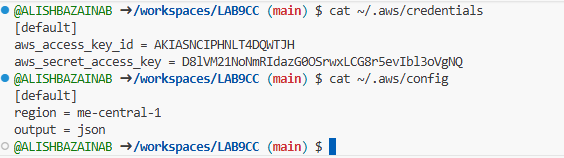 @ALISHBAZAINAB ➜/workspaces/LAB9CC (main) $ cat ~/.aws/credentials
[default]
aws_access_key_id = AKIASNCIPHNLT4DQWTJH
aws_secret_access_key = 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
@ALISHBAZAINAB ➜/workspaces/LAB9CC (main) $ cat ~/.aws/config
[default]
region = me-central-1
output = json
@ALISHBAZAINAB ➜/workspaces/LAB9CC (main) $